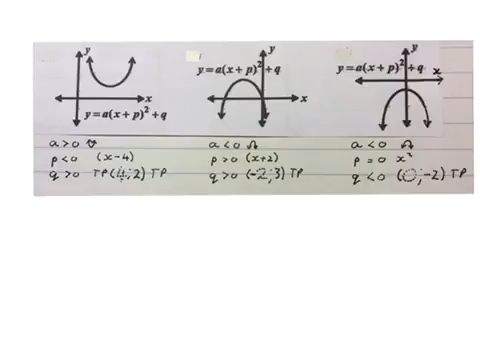 y
x
y = a(x + p)² + q
a > 0
p < 0 (x-4)
q > 0 TP (4;2) TP
y = a(x + p)² + q
y
x
a < 0
p > 0 (x+2)
q > 0 (-2;3) TP
y = a(x + p)² + q
y
x
a < 0
p = 0 x²
q < 0 (0;-2) TP